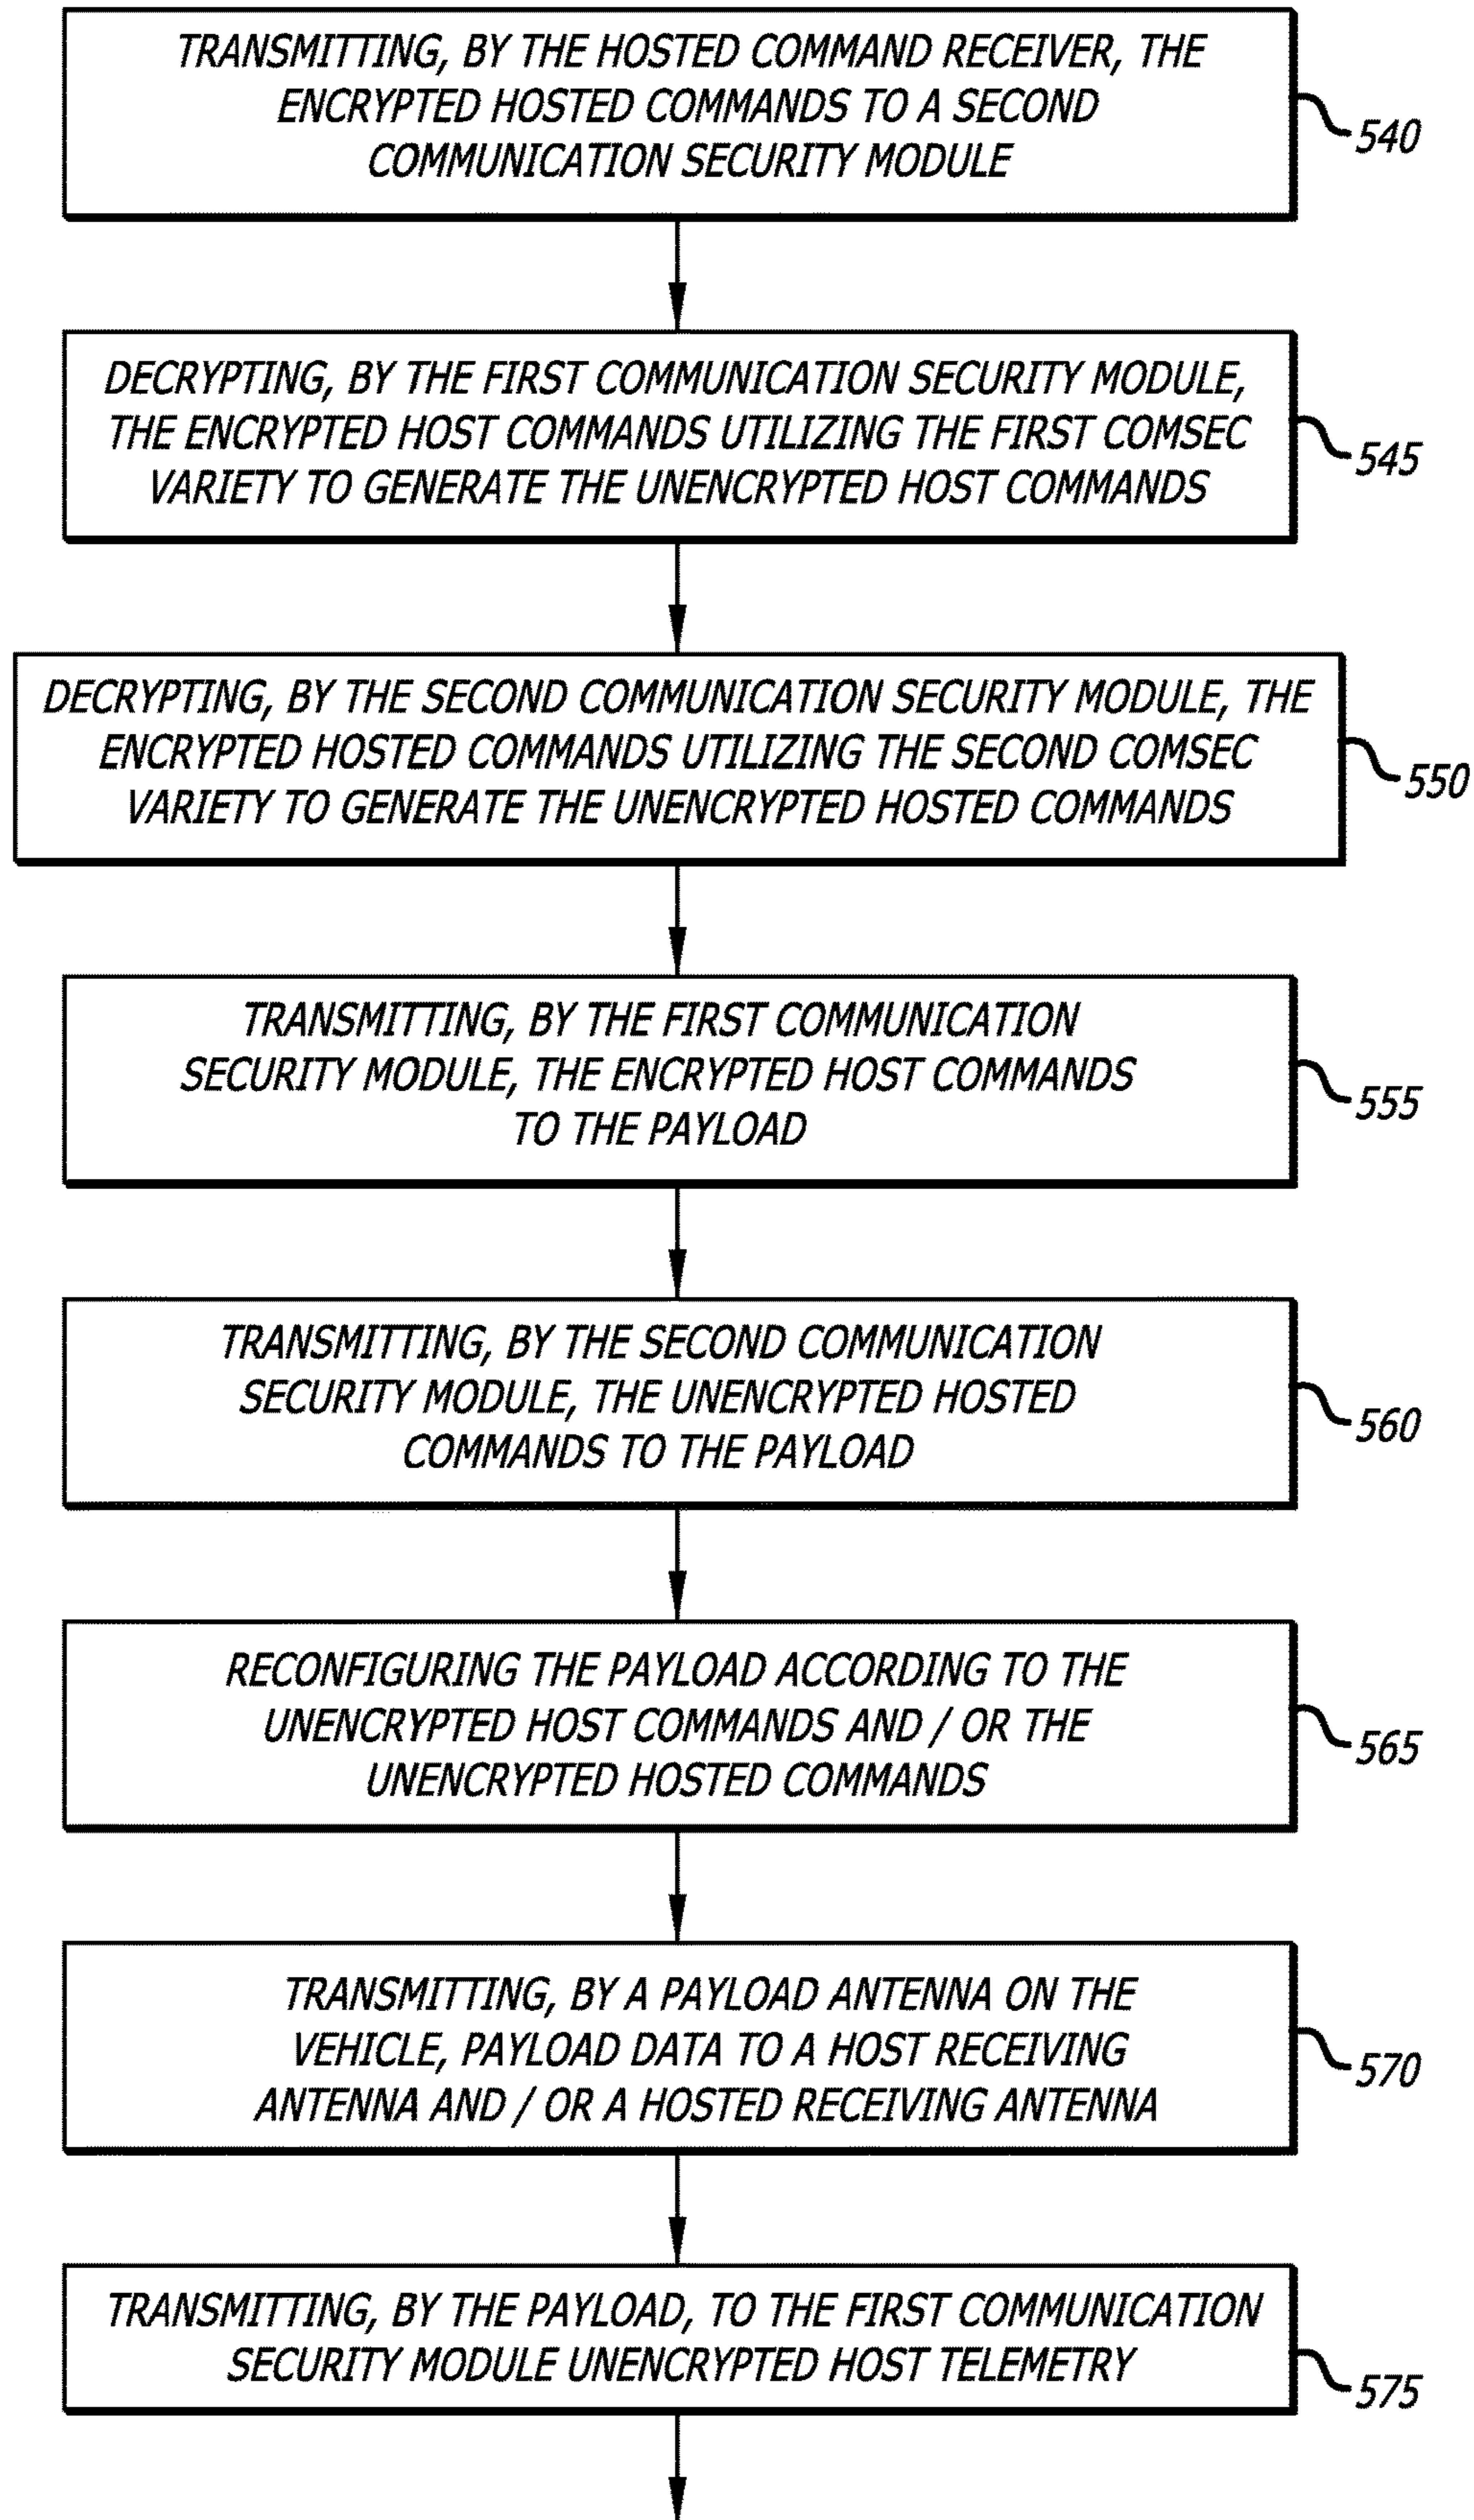 TRANSMITTING, BY THE HOSTED COMMAND RECEIVER, THE
ENCRYPTED HOSTED COMMANDS TO A SECOND
COMMUNICATION SECURITY MODULE
540
DECRYPTING, BY THE FIRST COMMUNICATION SECURITY MODULE,
THE ENCRYPTED HOST COMMANDS UTILIZING THE FIRST COMSEC
VARIETY TO GENERATE THE UNENCRYPTED HOST COMMANDS
545
DECRYPTING, BY THE SECOND COMMUNICATION SECURITY MODULE, THE
ENCRYPTED HOSTED COMMANDS UTILIZING THE SECOND COMSEC
VARIETY TO GENERATE THE UNENCRYPTED HOSTED COMMANDS
550
TRANSMITTING, BY THE FIRST COMMUNICATION
SECURITY MODULE, THE ENCRYPTED HOST COMMANDS
TO THE PAYLOAD
555
TRANSMITTING, BY THE SECOND COMMUNICATION
SECURITY MODULE, THE UNENCRYPTED HOSTED
COMMANDS TO THE PAYLOAD
560
RECONFIGURING THE PAYLOAD ACCORDING TO THE
UNENCRYPTED HOST COMMANDS AND / OR THE
UNENCRYPTED HOSTED COMMANDS
565
TRANSMITTING, BY A PAYLOAD ANTENNA ON THE
VEHICLE, PAYLOAD DATA TO A HOST RECEIVING
ANTENNA AND / OR A HOSTED RECEIVING ANTENNA
570
TRANSMITTING, BY THE PAYLOAD, TO THE FIRST COMMUNICATION
SECURITY MODULE UNENCRYPTED HOST TELEMETRY
575